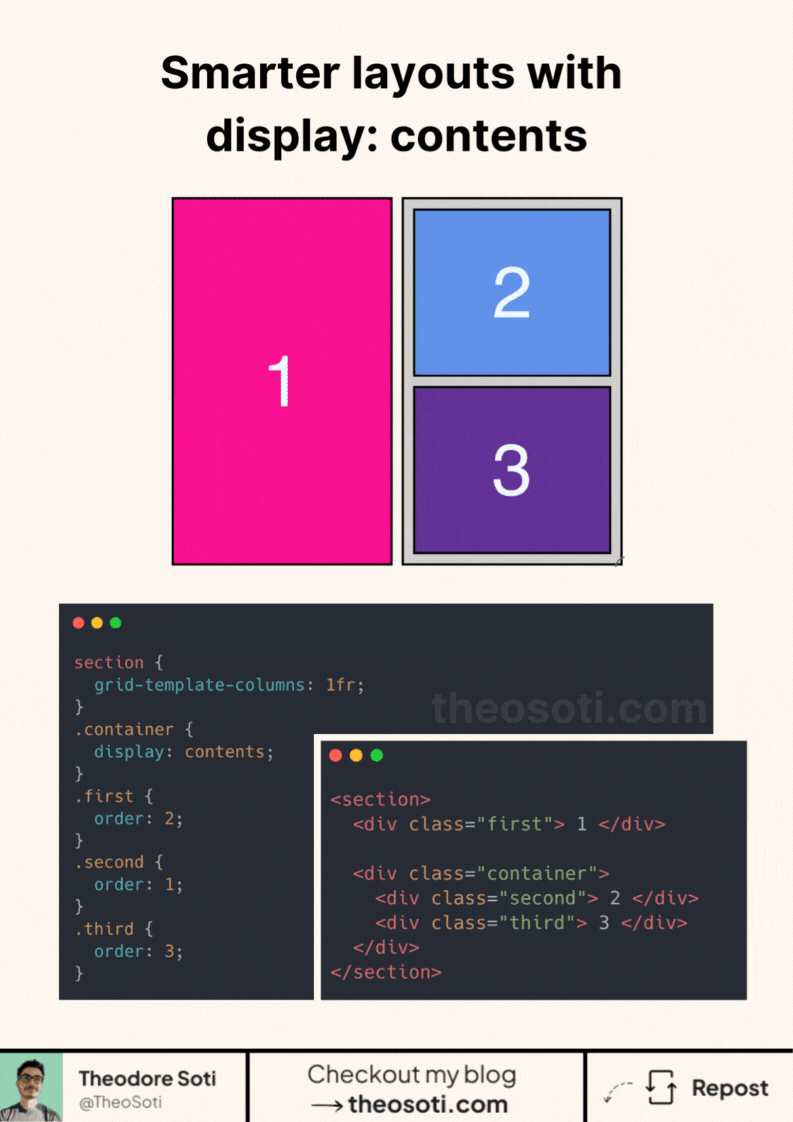 Smarter layouts with
display: contents
1
2
3
section {
  grid-template-columns: 1fr;
}
.container {
  display: contents;
}
.first {
  order: 2;
}
.second {
  order: 1;
}
.third {
  order: 3;
}
theosoti.com
<section>
  <div class="first"> 1 </div>

  <div class="container">
    <div class="second"> 2 </div>
    <div class="third"> 3 </div>
  </div>
</section>
Theodore Soti
@TheoSoti
Checkout my blog
→ theosoti.com
Repost